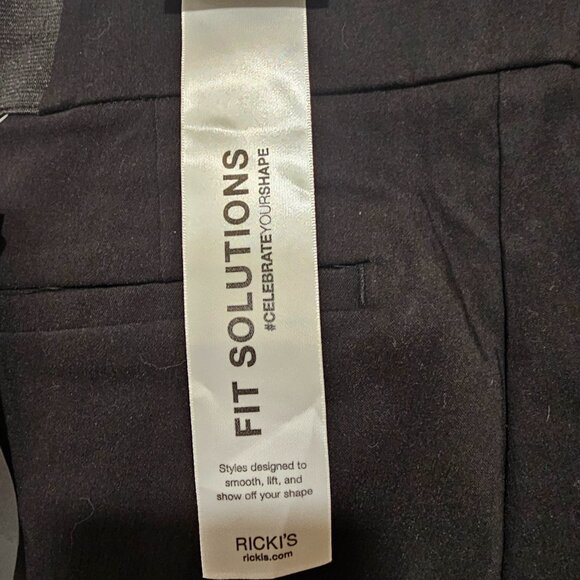 FIT SOLUTIONS
#CELEBRATEYOURSHAPE
Styles designed to
smooth, lift, and
show off your shape
RICKI'S
rickis.com